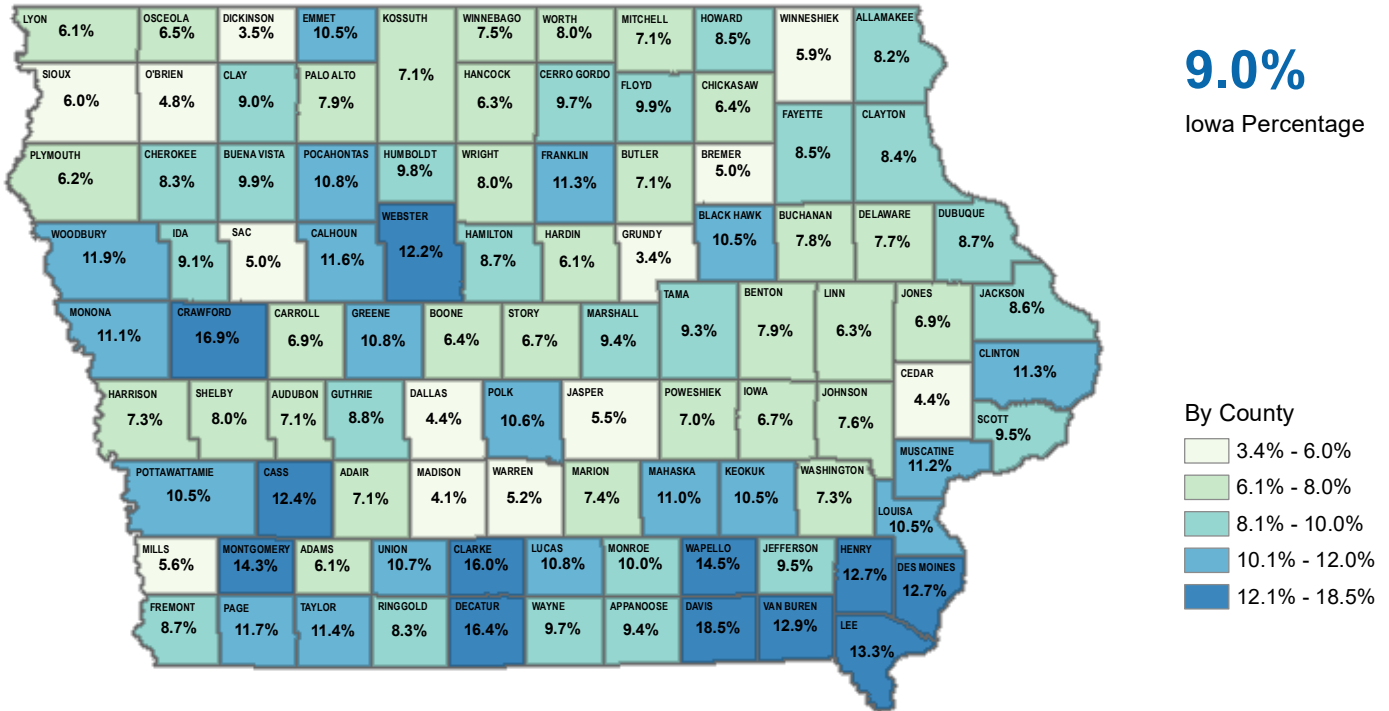 LYON
6.1%
OSCEOLA
6.5%
DICKINSON
3.5%
EMMET
10.5%
KOSSUTH
7.1%
WINNEBAGO
7.5%
WORTH
8.0%
MITCHELL
7.1%
HOWARD
8.5%
WINNESHIEK
5.9%
ALLAMAKEE
8.2%
SIOUX
6.0%
O'BRIEN
4.8%
CLAY
9.0%
PALO ALTO
7.9%
HANCOCK
6.3%
CERRO GORDO
9.7%
FLOYD
9.9%
CHICKASAW
6.4%
FAYETTE
8.5%
CLAYTON
8.4%
PLYMOUTH
6.2%
CHEROKEE
8.3%
BUENA VISTA
9.9%
POCAHONTAS
10.8%
HUMBOLDT
9.8%
WRIGHT
8.0%
FRANKLIN
11.3%
BUTLER
7.1%
BREMER
5.0%
WOODBURY
11.9%
IDA
9.1%
SAC
5.0%
CALHOUN
11.6%
WEBSTER
12.2%
HAMILTON
8.7%
HARDIN
6.1%
GRUNDY
3.4%
BLACK HAWK
10.5%
BUCHANAN
7.8%
DELAWARE
7.7%
DUBUQUE
8.7%
MONONA
11.1%
CRAWFORD
16.9%
CARROLL
6.9%
GREENE
10.8%
BOONE
6.4%
STORY
6.7%
MARSHALL
9.4%
TAMA
9.3%
BENTON
7.9%
LINN
6.3%
JONES
6.9%
JACKSON
8.6%
CLINTON
11.3%
CEDAR
4.4%
SCOTT
9.5%
HARRISON
7.3%
SHELBY
8.0%
AUDUBON
7.1%
GUTHRIE
8.8%
DALLAS
4.4%
POLK
10.6%
JASPER
5.5%
POWESHIEK
7.0%
IOWA
6.7%
JOHNSON
7.6%
MUSCATINE
11.2%
POTTAWATTAMIE
10.5%
CASS
12.4%
ADAIR
7.1%
MADISON
4.1%
WARREN
5.2%
MARION
7.4%
MAHASKA
11.0%
KEOKUK
10.5%
WASHINGTON
7.3%
LOUISA
10.5%
MILLS
5.6%
MONTGOMERY
14.3%
ADAMS
6.1%
UNION
10.7%
CLARKE
16.0%
LUCAS
10.8%
MONROE
10.0%
WAPELLO
14.5%
JEFFERSON
9.5%
HENRY
12.7%
DES MOINES
12.7%
FREMONT
8.7%
PAGE
11.7%
TAYLOR
11.4%
RINGGOLD
8.3%
DECATUR
16.4%
WAYNE
9.7%
APPANOOSE
9.4%
DAVIS
18.5%
VAN BUREN
12.9%
LEE
13.3%
9.0%
Iowa Percentage
By County
3.4% - 6.0%
6.1% - 8.0%
8.1% - 10.0%
10.1% - 12.0%
12.1% - 18.5%